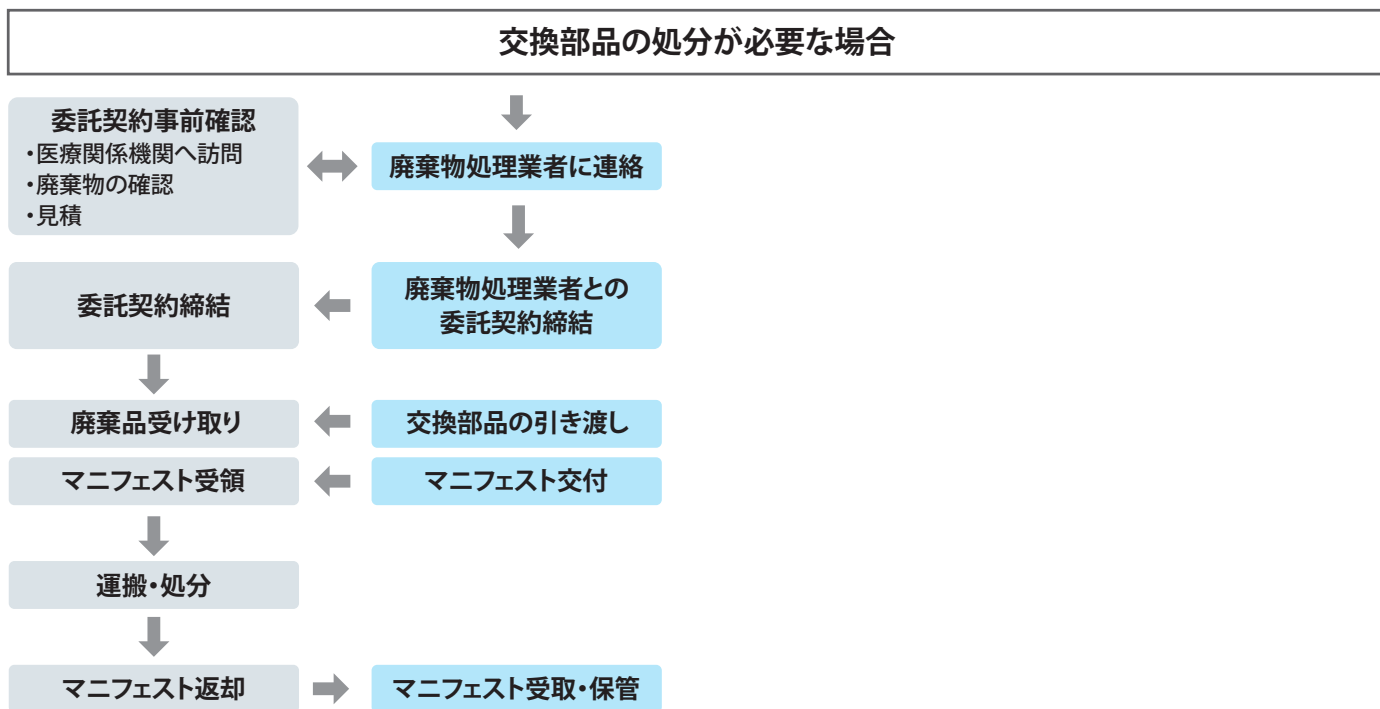 交換部品の処分が必要な場合
委託契約事前確認
・医療関係機関へ訪問
・廃棄物の確認
・見積
廃棄物処理業者に連絡
委託契約締結
廃棄物処理業者との
委託契約締結
廃棄品受け取り
交換部品の引き渡し
マニフェスト受領
マニフェスト交付
運搬・処分
マニフェスト返却
マニフェスト受取・保管